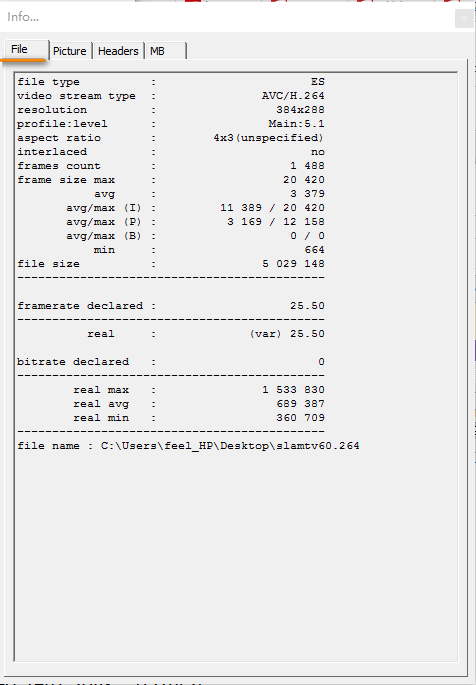 Info...
File Picture Headers MB
file type : ES
video stream type : AVC/H.264
resolution : 384x288
profile:level : Main:5.1
aspect ratio : 4x3(unspecified)
interlaced : no
frames count : 1 488
frame size max : 20 420
avg : 3 379
avg/max (I) : 11 389 / 20 420
avg/max (P) : 3 169 / 12 158
avg/max (B) : 0 / 0
min : 664
file size : 5 029 148
--------------------------------------------
framerate declared : 25.50
--------------------------------------------
real : (var) 25.50
bitrate declared : 0
--------------------------------------------
real max : 1 533 830
real avg : 689 387
real min : 360 709
--------------------------------------------
file name : C:\Users\feel_HP\Desktop\slamtv60.264